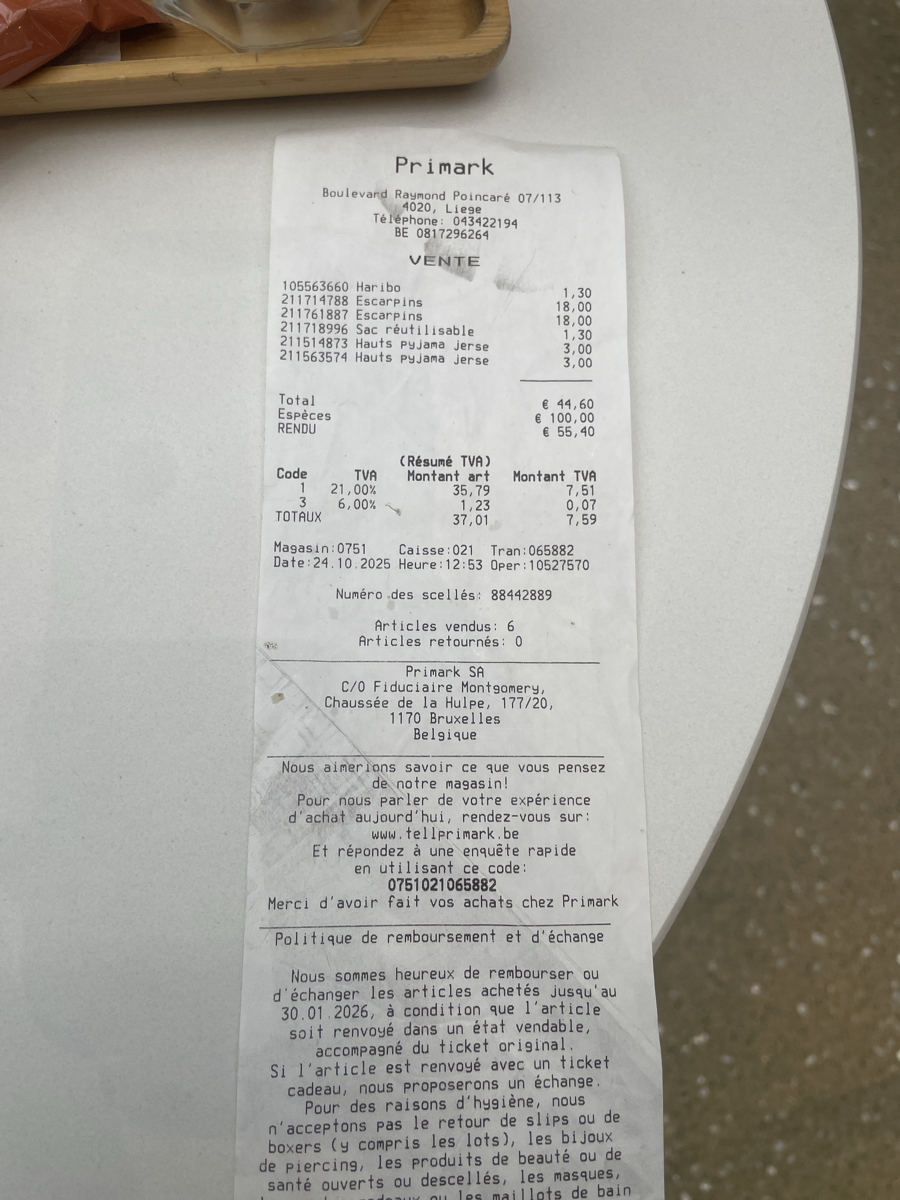 Primark
Boulevard Raymond Poincaré 07/113
4020, Liege
Téléphone: 043422194
BE 0817296264
VENTE
105563660 Haribo 1,30
211714788 Escarpins 18,00
211761887 Escarpins 18,00
211718996 Sac réutilisable 1,30
211514873 Hauts pyjama jerse 3,00
211563574 Hauts pyjama jerse 3,00
Total € 44,60
Espèces € 100,00
RENDU € 55,40
(Résumé TVA)
Code TVA Montant art Montant TVA
1 21,00% 35,79 7,51
3 6,00% 1,23 0,07
TOTAUX 37,01 7,59
Magasin:0751 Caisse:021 Tran:065882
Date:24.10.2025 Heure:12:53 Oper:10527570
Numéro des scellés: 88442889
Articles vendus: 6
Articles retournés: 0
Primark SA
C/O Fiduciaire Montgomery,
Chaussée de la Hulpe, 177/20,
1170 Bruxelles
Belgique
Nous aimerions savoir ce que vous pensez
de notre magasin!
Pour nous parler de votre expérience
d'achat aujourd'hui, rendez-vous sur:
www.tellprimark.be
Et répondez à une enquête rapide
en utilisant ce code:
0751021065882
Merci d'avoir fait vos achats chez Primark
Politique de remboursement et d'échange
Nous sommes heureux de rembourser ou
d'échanger les articles achetés jusqu'au
30.01.2026, à condition que l'article
soit renvoyé dans un état vendable,
accompagné du ticket original.
Si l'article est renvoyé avec un ticket
cadeau, nous proposerons un échange.
Pour des raisons d'hygiène, nous
n'acceptons pas le retour de slips ou de
boxers (y compris les lots), les bijoux
de piercing, les produits de beauté ou de
santé ouverts ou descellés, les masques,
ou les maillots de bain